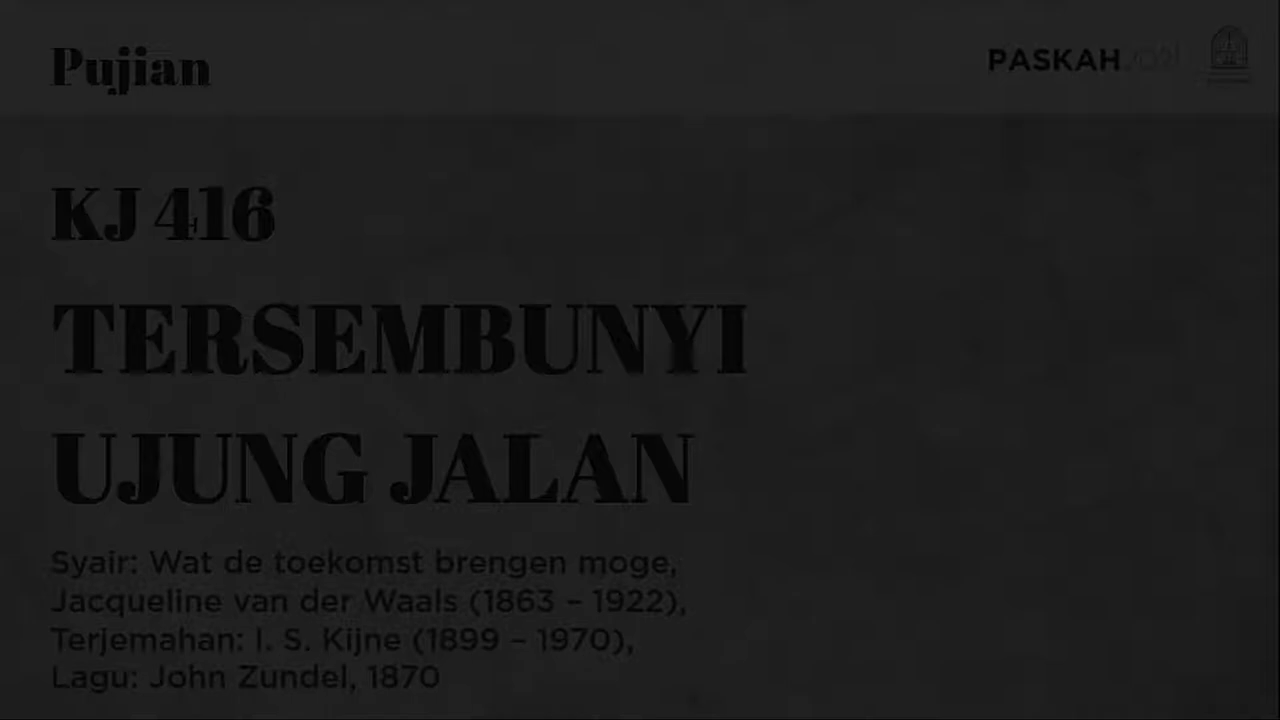 Pujian
PASKAH 2021
KJ 416
TERSEMBUNYI
UJUNG JALAN
Syair: Wat de toekomst brengen moge,
Jacqueline van der Waals (1863 – 1922),
Terjemahan: I. S. Kijne (1899 – 1970),
Lagu: John Zundel, 1870